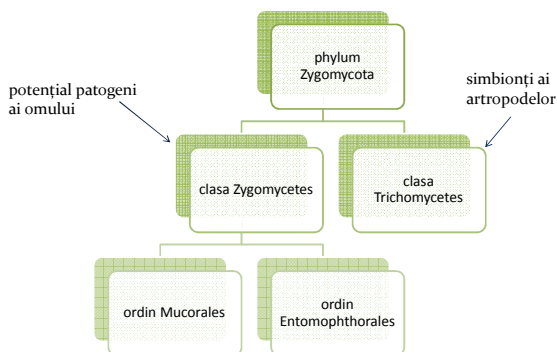 phylum
Zygomycota
potențial patogeni
ai omului
simbionți ai
artropodelor
clasa Zygomycetes
clasa
Trichomycetes
ordin Mucorales
ordin
Entomophthorales